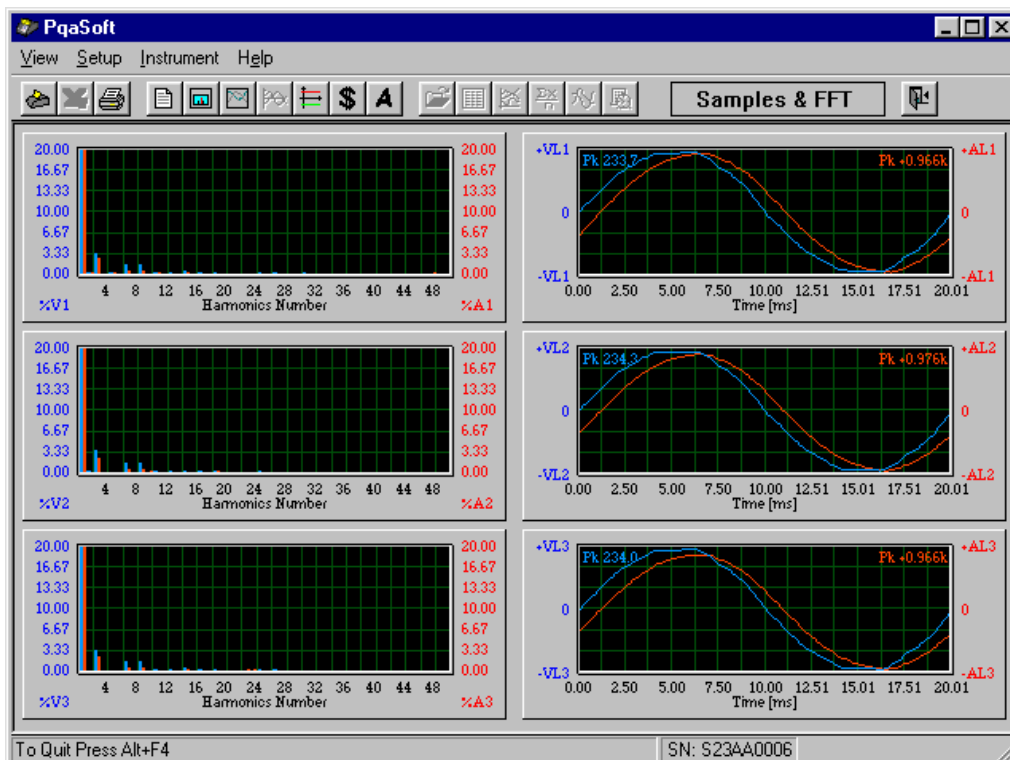 PqaSoft
View Setup Instrument Help
$ A Samples & FFT
20.00
16.67
13.33
10.00
6.67
3.33
0.00
%V1
4 8 12 16 20 24 28 32 36 40 44 48
Harmonics Number
20.00
16.67
13.33
10.00
6.67
3.33
0.00
%A1
+VL1
0
-VL1
Pk 233,7
Pk +0.966k
+AL1
0
-AL1
0.00 2.50 5.00 7.50 10.00 12.51 15.01 17.51 20.01
Time [ms]
20.00
16.67
13.33
10.00
6.67
3.33
0.00
%V2
4 8 12 16 20 24 28 32 36 40 44 48
Harmonics Number
20.00
16.67
13.33
10.00
6.67
3.33
0.00
%A2
+VL2
0
-VL2
Pk 234,3
Pk +0.976k
+AL2
0
-AL2
0.00 2.50 5.00 7.50 10.00 12.51 15.01 17.51 20.01
Time [ms]
20.00
16.67
13.33
10.00
6.67
3.33
0.00
%V3
4 8 12 16 20 24 28 32 36 40 44 48
Harmonics Number
20.00
16.67
13.33
10.00
6.67
3.33
0.00
%A3
+VL3
0
-VL3
Pk 234,0
Pk +0.966k
+AL3
0
-AL3
0.00 2.50 5.00 7.50 10.00 12.51 15.01 17.51 20.01
Time [ms]
To Quit Press Alt+F4
SN: S23AA0006